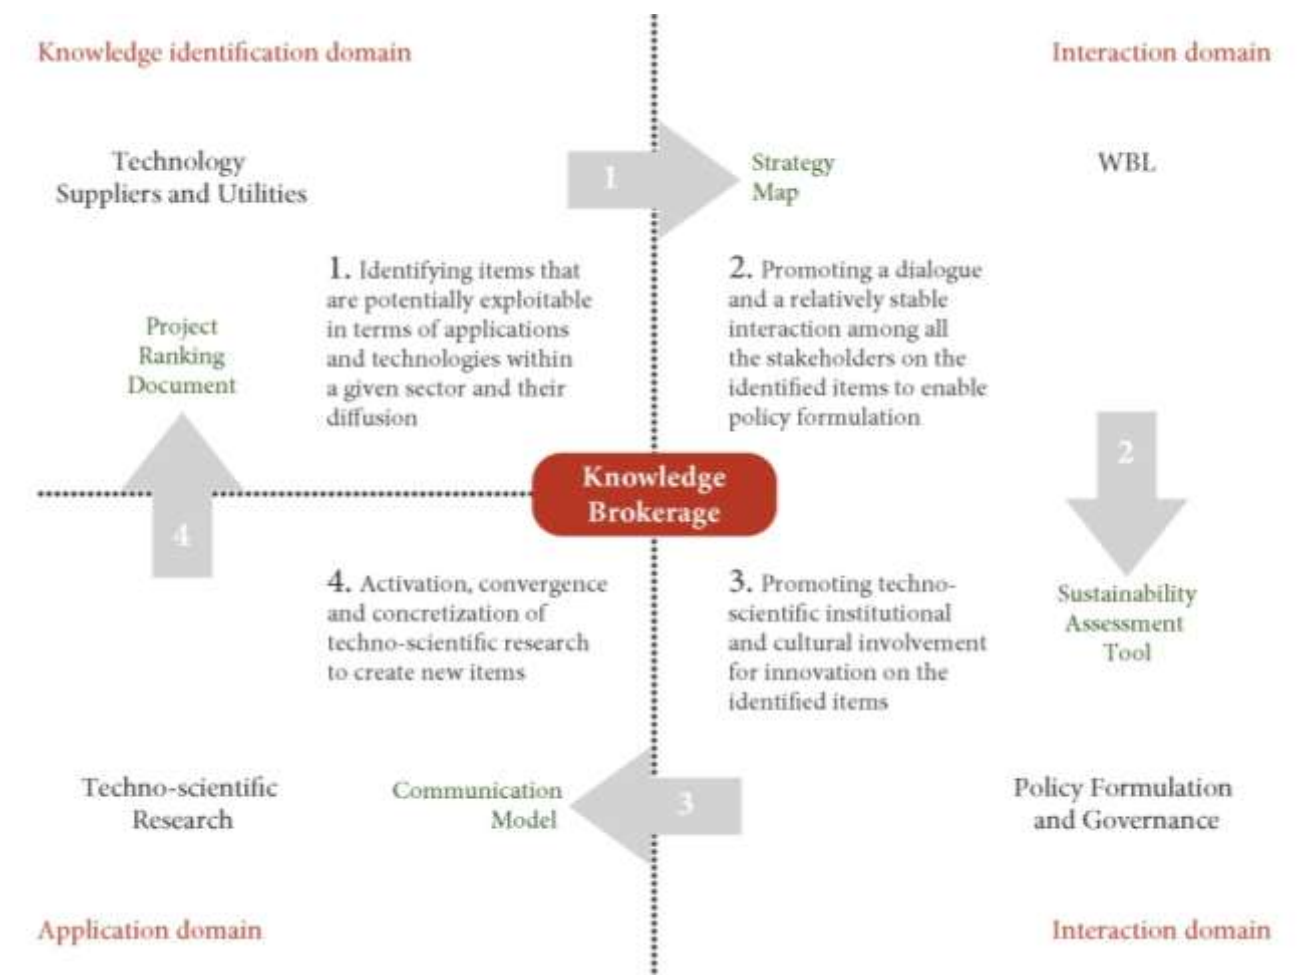 Knowledge identification domain
Interaction domain
Technology
Suppliers and Utilities
1
Strategy
Map
WBL
1. Identifying items that
are potentially exploitable
in terms of applications
and technologies within
a given sector and their
diffusion
2. Promoting a dialogue
and a relatively stable
interaction among all
the stakeholders on the
identified items to enable
policy formulation
Project
Ranking
Document
2
Knowledge
Brokerage
4
4. Activation, convergence
and concretization of
techno-scientific research
to create new items
3. Promoting techno-
scientific institutional
and cultural involvement
for innovation on the
identified items
Sustainability
Assessment
Tool
Techno-scientific
Research
Communication
Model
3
Policy Formulation
and Governance
Application domain
Interaction domain